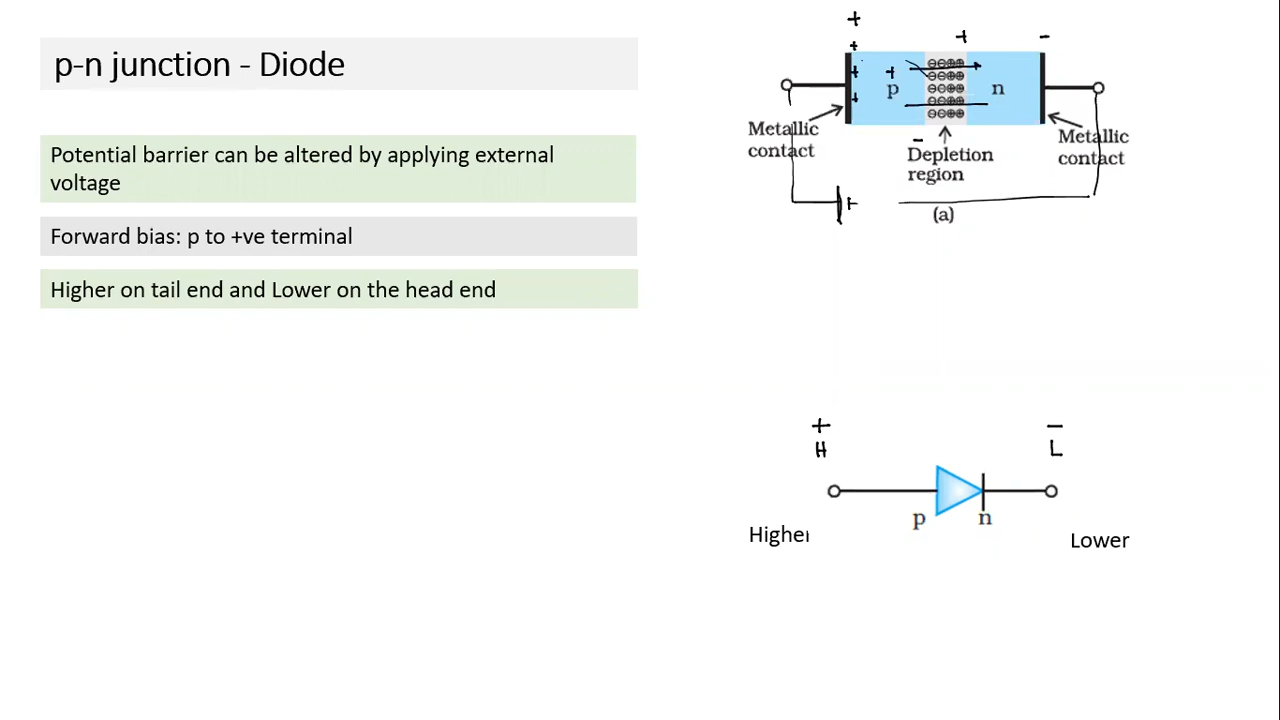 p-n junction - Diode
Potential barrier can be altered by applying external
voltage
Forward bias: p to +ve terminal
Higher on tail end and Lower on the head end
+
+
+ -
+ +
p n
+
Metallic
contact
-
Depletion
region
Metallic
contact
+
(a)
+ -
H L
p n
Higher
Lower